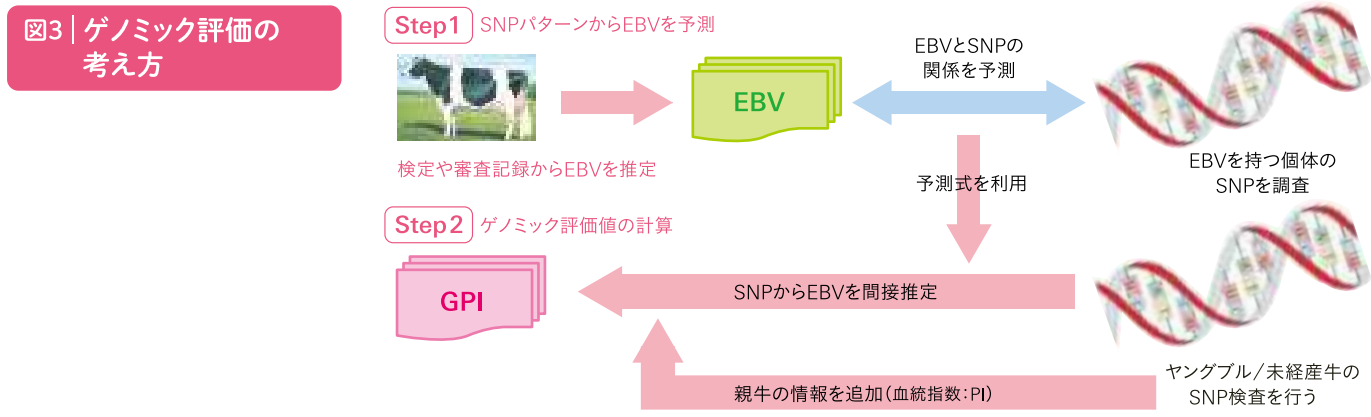 図3 | ゲノミック評価の
考え方
Step1 SNPパターンからEBVを予測
EBV
EBVとSNPの
関係を予測
検定や審査記録からEBVを推定
EBVを持つ個体の
SNPを調査
予測式を利用
Step2 ゲノミック評価値の計算
GPI
SNPからEBVを間接推定
親牛の情報を追加(血統指数:PI)
ヤングブル/未経産牛の
SNP検査を行う